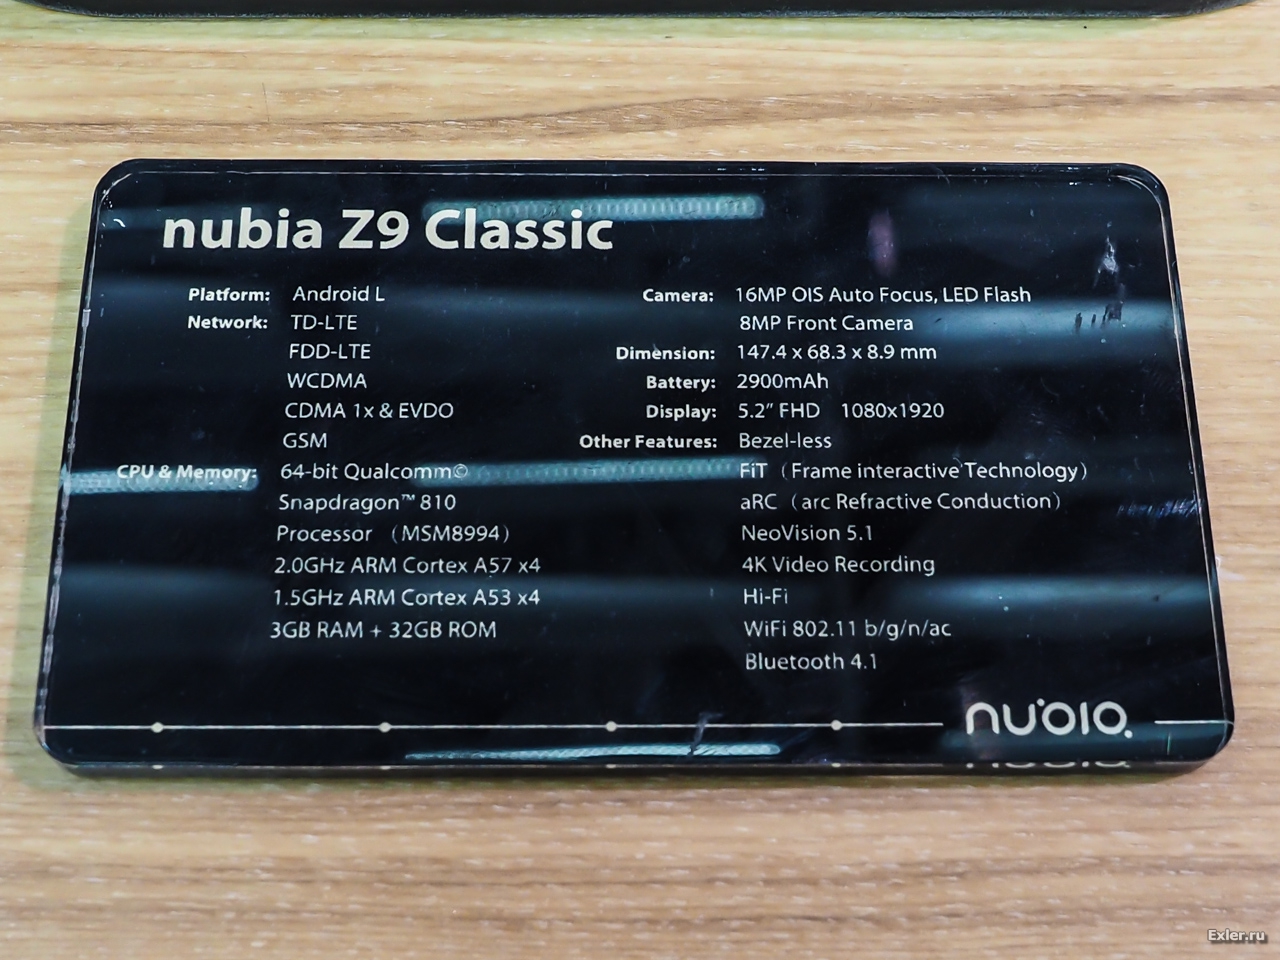 nubia Z9 Classic
Platform: Android L
Network: TD-LTE
FDD-LTE
WCDMA
CDMA 1x & EVDO
GSM
CPU & Memory: 64-bit Qualcomm©
Snapdragon™ 810
Processor （MSM8994）
2.0GHz ARM Cortex A57 x4
1.5GHz ARM Cortex A53 x4
3GB RAM + 32GB ROM
Camera: 16MP OIS Auto Focus, LED Flash
8MP Front Camera
Dimension: 147.4 x 68.3 x 8.9 mm
Battery: 2900mAh
Display: 5.2” FHD 1080x1920
Other Features: Bezel-less
FiT （Frame interactive Technology）
aRC （arc Refractive Conduction）
NeoVision 5.1
4K Video Recording
Hi-Fi
WiFi 802.11 b/g/n/ac
Bluetooth 4.1
nubia
Exler.ru